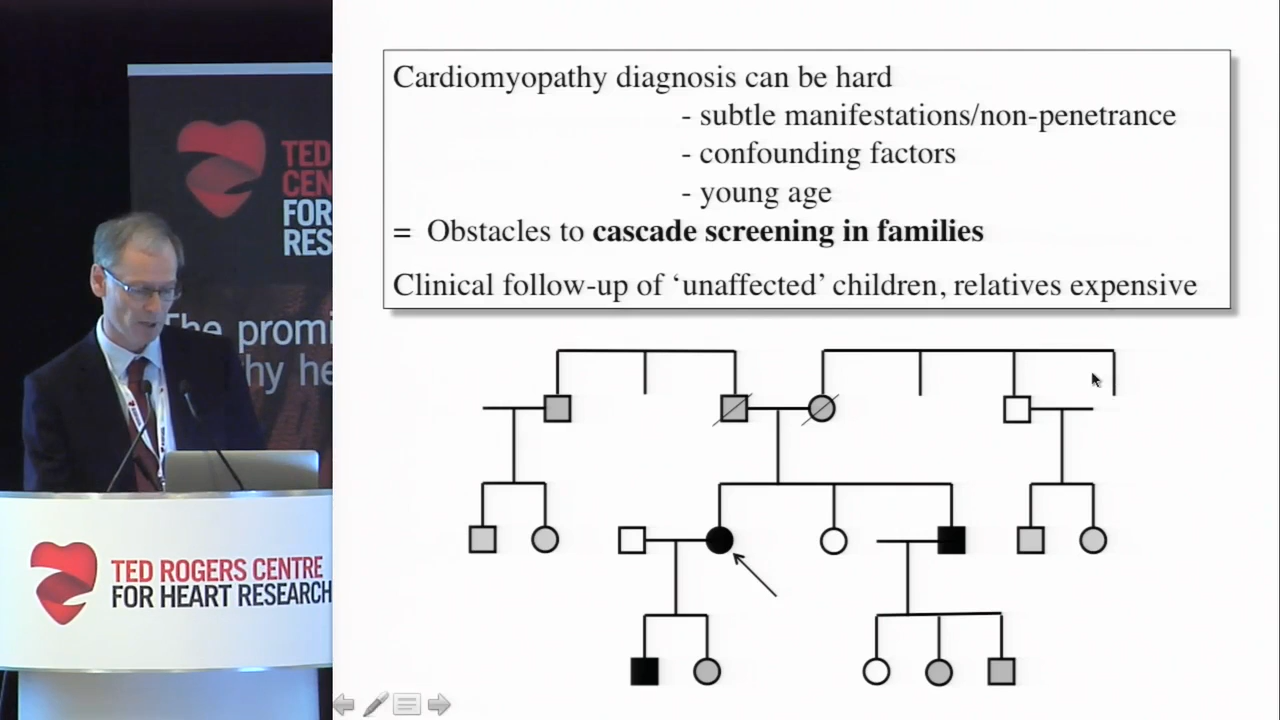 TED
CEN
FOR
RES
The promi
hy he
TED ROGERS CENTRE
FOR HEART RESEARCH
Cardiomyopathy diagnosis can be hard
- subtle manifestations/non-penetrance
- confounding factors
- young age
= Obstacles to cascade screening in families
Clinical follow-up of ‘unaffected’ children, relatives expensive